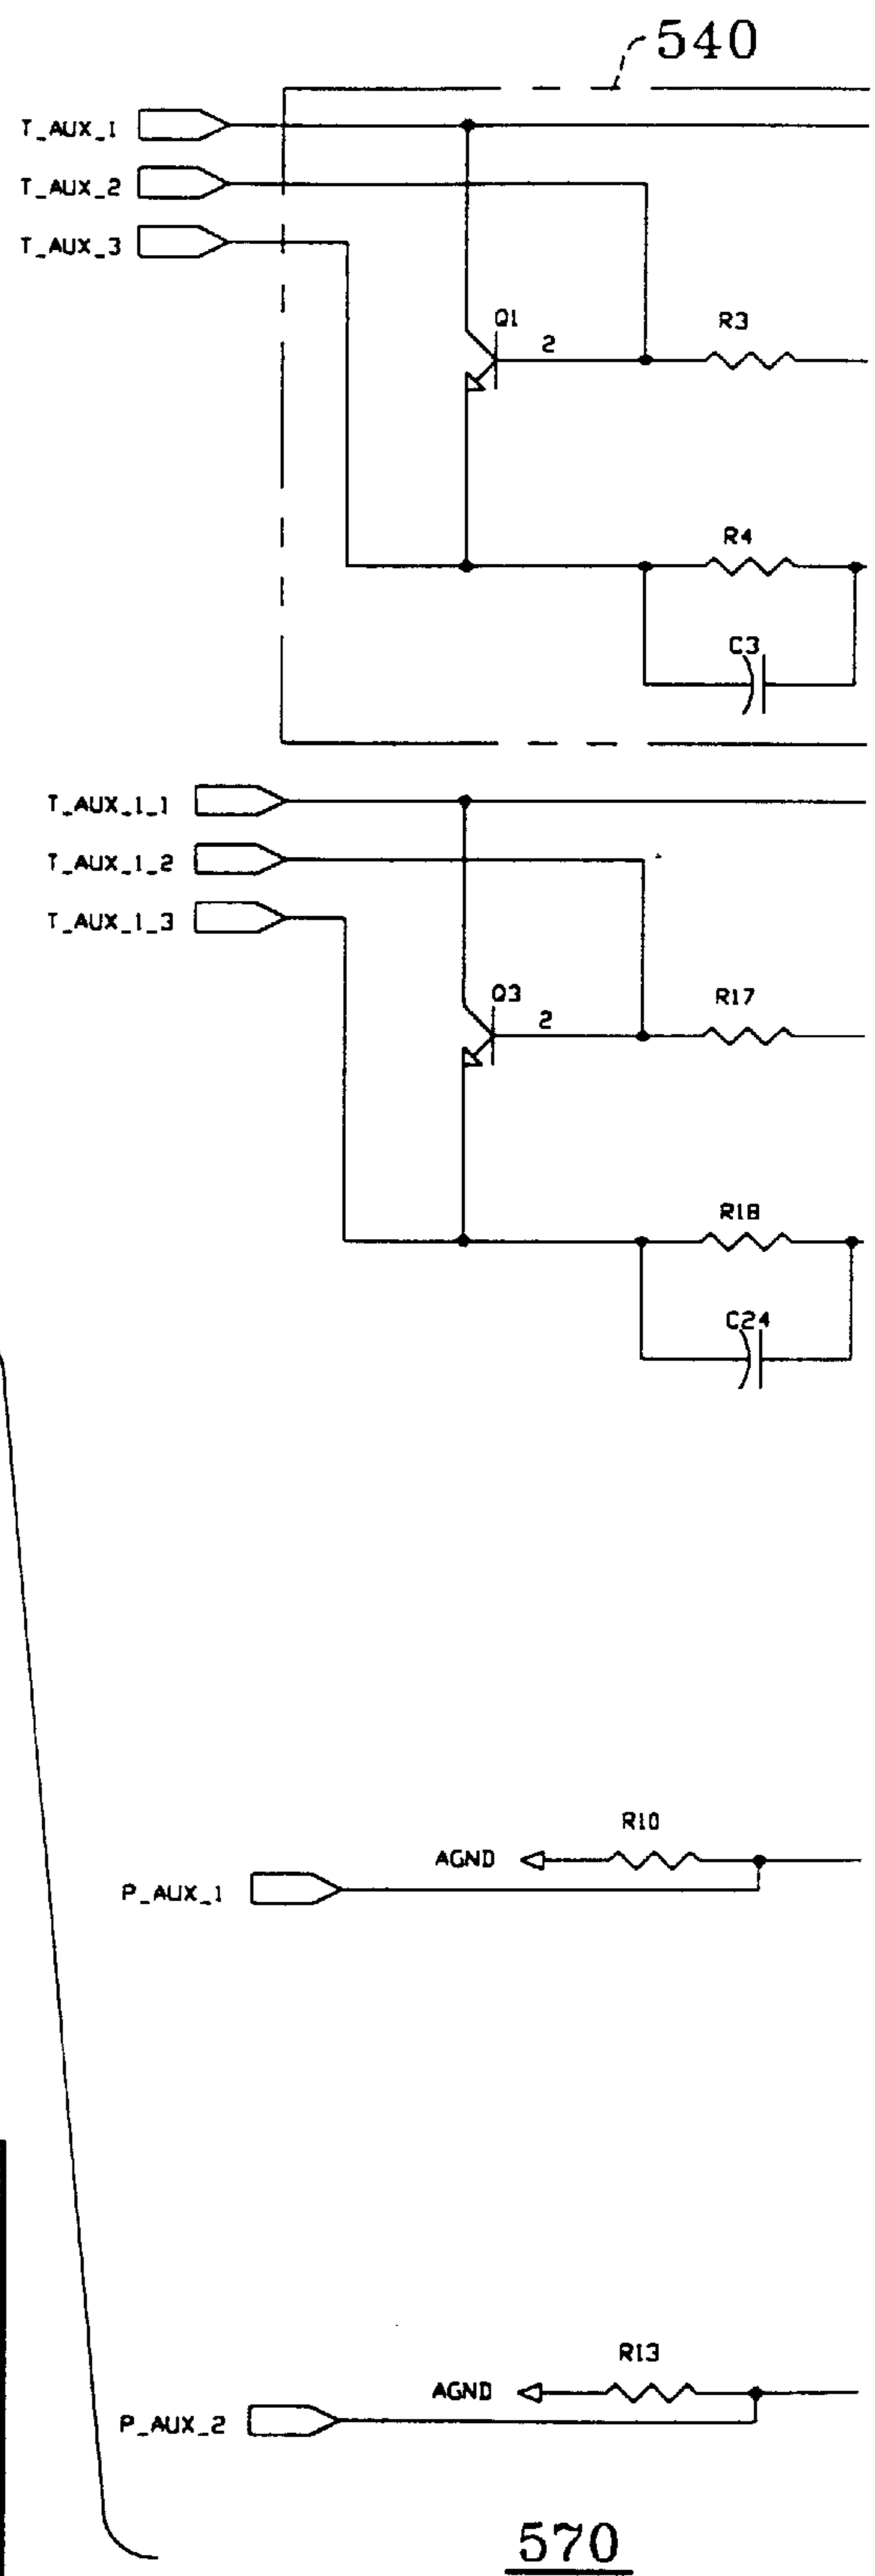 540
T_AUX_1
T_AUX_2
T_AUX_3
Q1
2
R3
R4
C3
T_AUX_1_1
T_AUX_1_2
T_AUX_1_3
Q3
2
R17
R18
C24
R10
AGND
P_AUX_1
R13
AGND
P_AUX_2
570